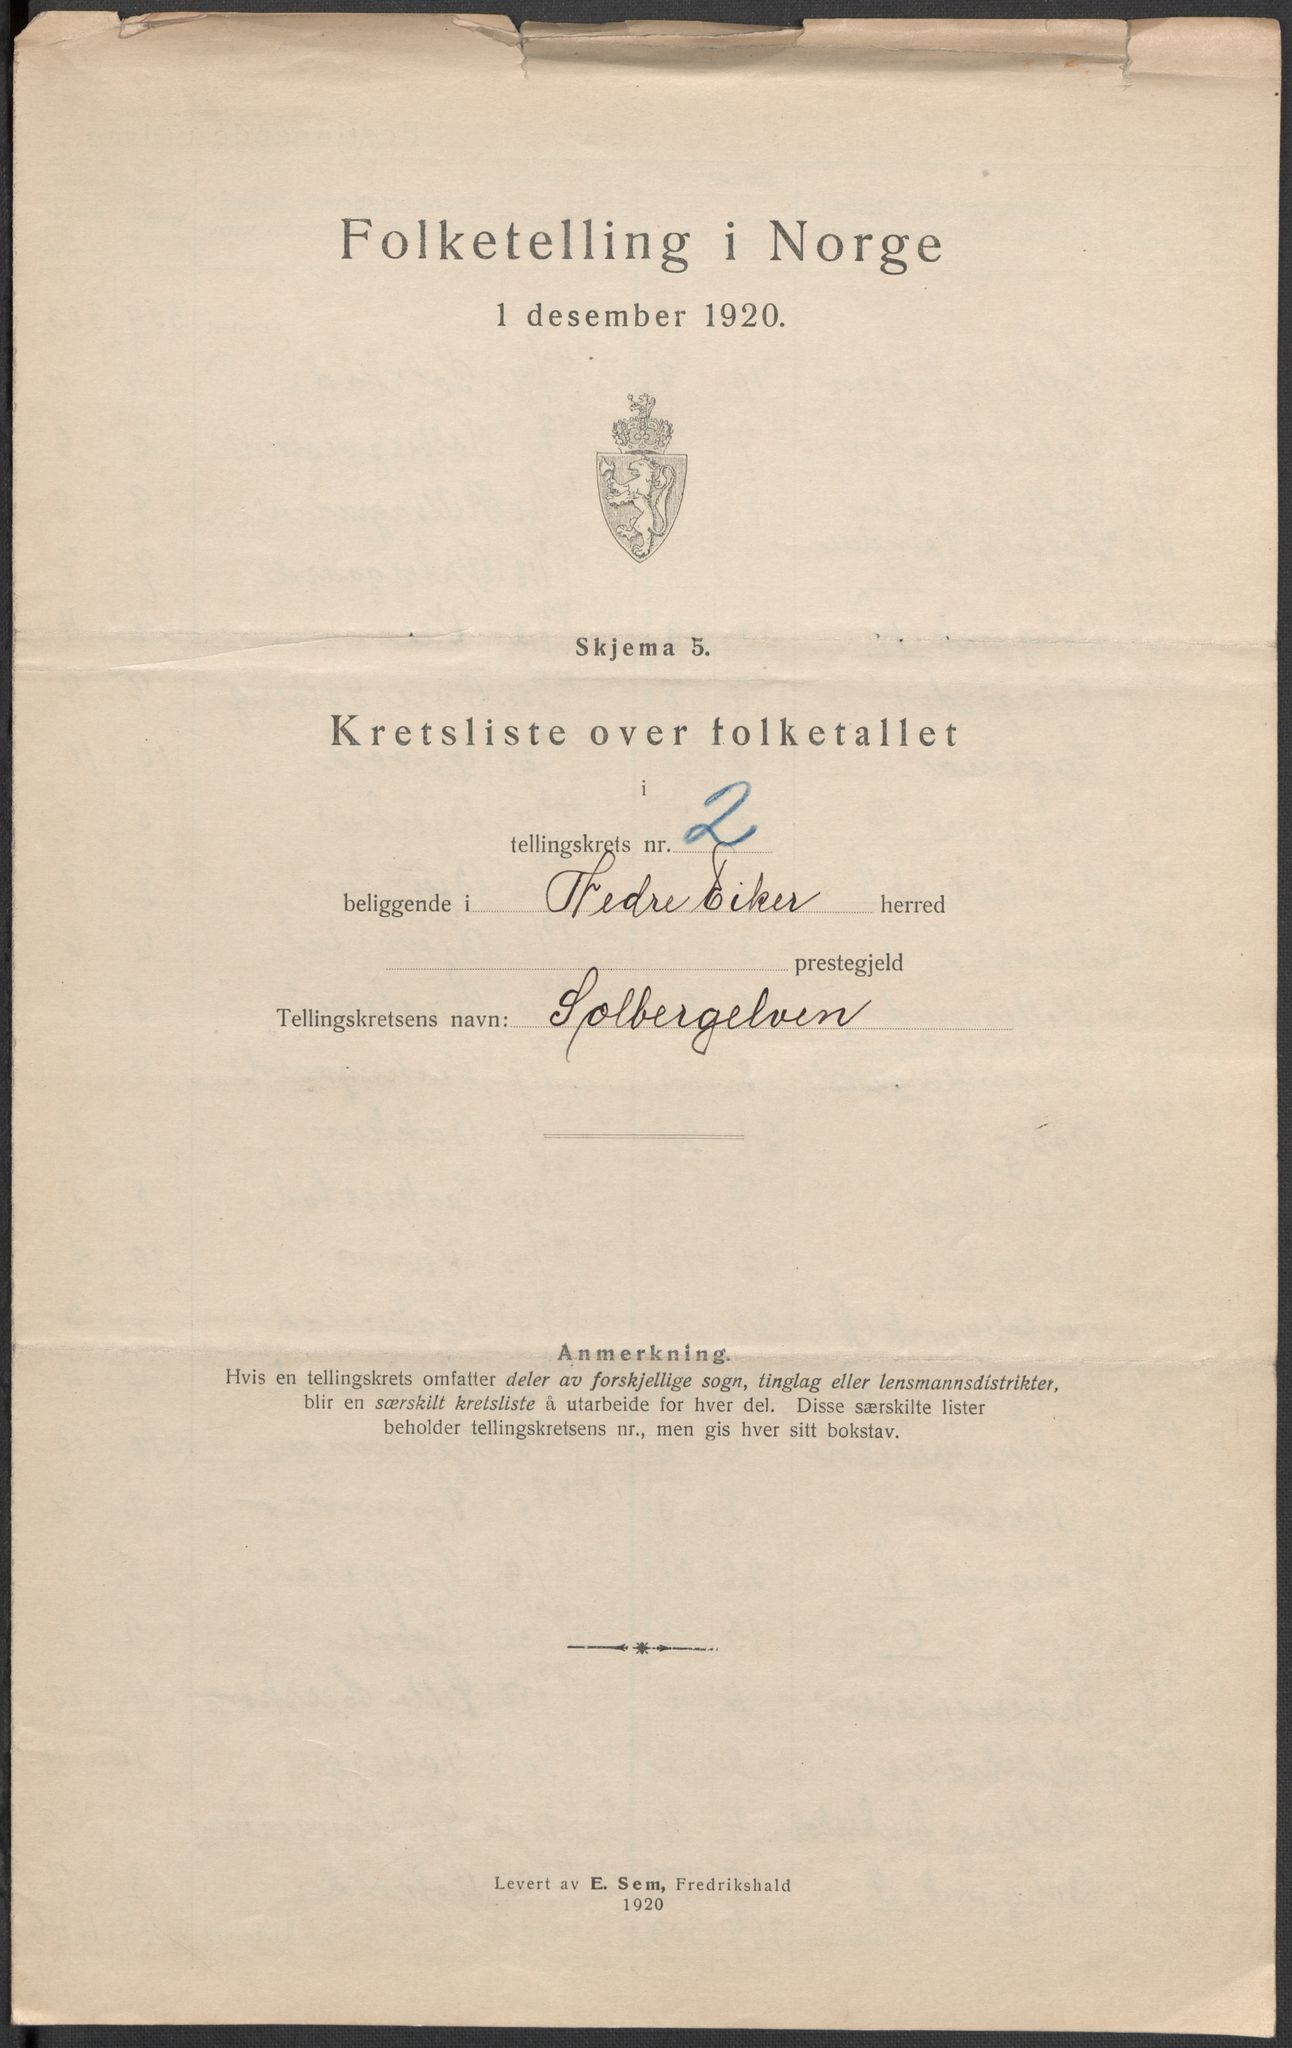 Folketelling i Norge
1 desember 1920.
Skjema 5.
Kretsliste over folketallet
i
tellingskrets nr. 2
beliggende i Nedre Eiker herred
prestegjeld
Tellingskretsens navn: Solbergelven
Anmerkning.
Hvis en tellingskrets omfatter deler av forskjellige sogn, tinglag eller lensmannsdistrikter,
blir en særskilt kretsliste å utarbeide for hver del. Disse særskilte lister
beholder tellingskretsens nr., men gis hver sitt bokstav.
Levert av E. Sem, Fredrikshald
1920